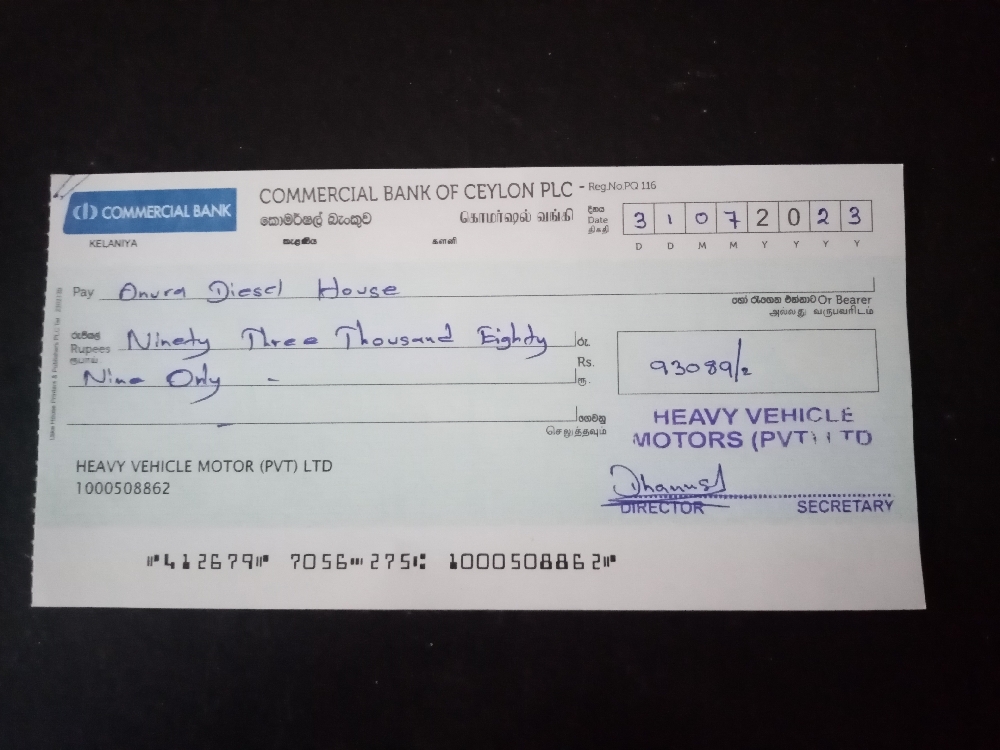 COMMERCIAL BANK
KELANIYA
COMMERCIAL BANK OF CEYLON PLC - Reg.No.PQ 116
කොමර්ෂල් බැංකුව கொமர்ஷல் வங்கி
කැළණිය களனி
දිනය
Date
திகதி
3 1 0 7 2 0 2 3
D D M M Y Y Y Y
Pay Anura Diesel House
හෝ රැගෙන එන්නාට Or Bearer
அல்லது வருபவரிடம்
රුපියල්
Rupees
ரூபாய்
Ninety Three Thousand Eighty
Nine Only -
රු.
Rs.
ரூ.
93089/=
ගෙවනු
செலுத்தவும்
HEAVY VEHICLE
MOTORS (PVT) LTD
HEAVY VEHICLE MOTOR (PVT) LTD
1000508862
DIRECTOR SECRETARY
⑈412679⑈ 7056⑉275⑆ 1000508862⑈